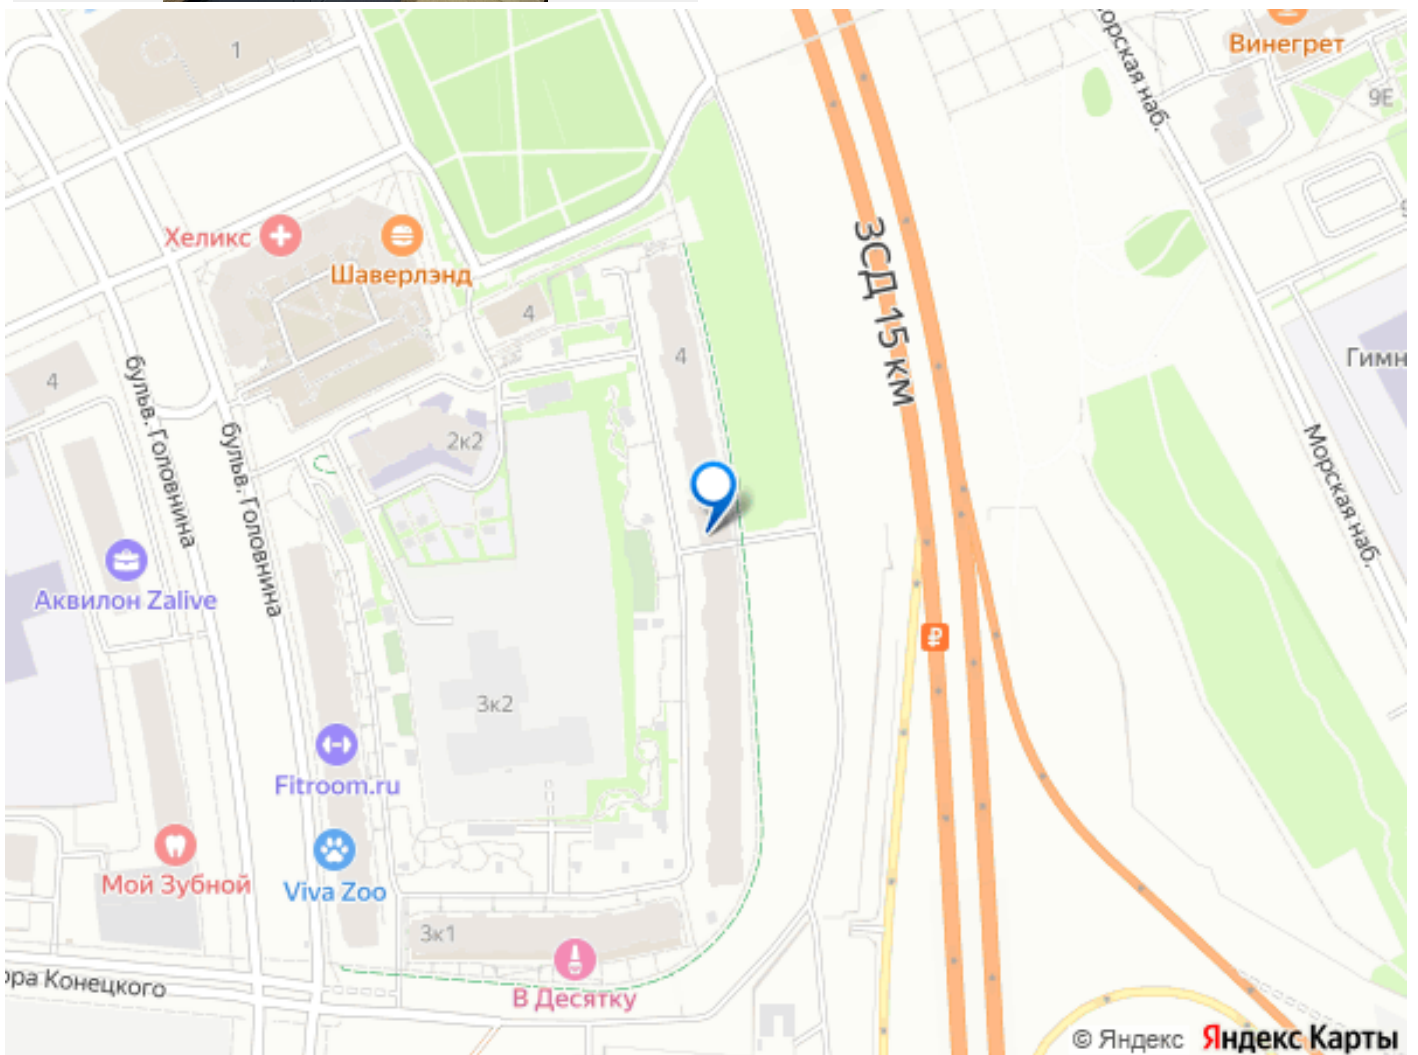 1
орская наб.
Винегрет
9Е
Хеликс
Шаверлэнд
ЗСД 15 км
4
4
4
Гимн
бульв. Головнина
бульв. Головнина
2к2
Морская наб.
Аквилон Zalive
3к2
Fitroom.ru
Мой Зубной
Viva Zoo
3к1
В Десятку
ора Конецкого
© Яндекс Яндекс Карты